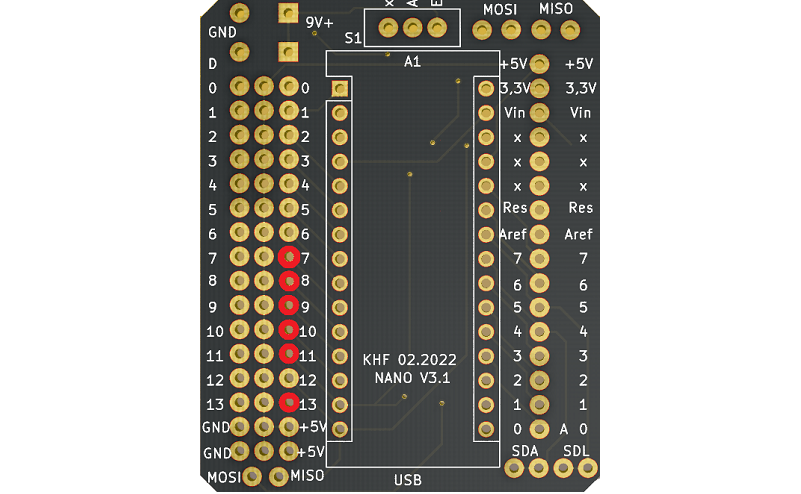 X A E
MOSI MISO
9V+
GND
S1
D
A1
+5V +5V
0 0 3,3V 3,3V
1 1 Vin Vin
2 2 x x
3 3 x x
4 4 x x
5 5 Res Res
6 6 Aref Aref
7 7 7 7
8 8 6 6
9 9 5 5
10 10 4 4
11 11 3 3
KHF 02.2022
NANO V3.1
12 12 2 2
13 13 1 1
GND +5V 0 A 0
GND +5V SDA SDL
MOSI MISO USB